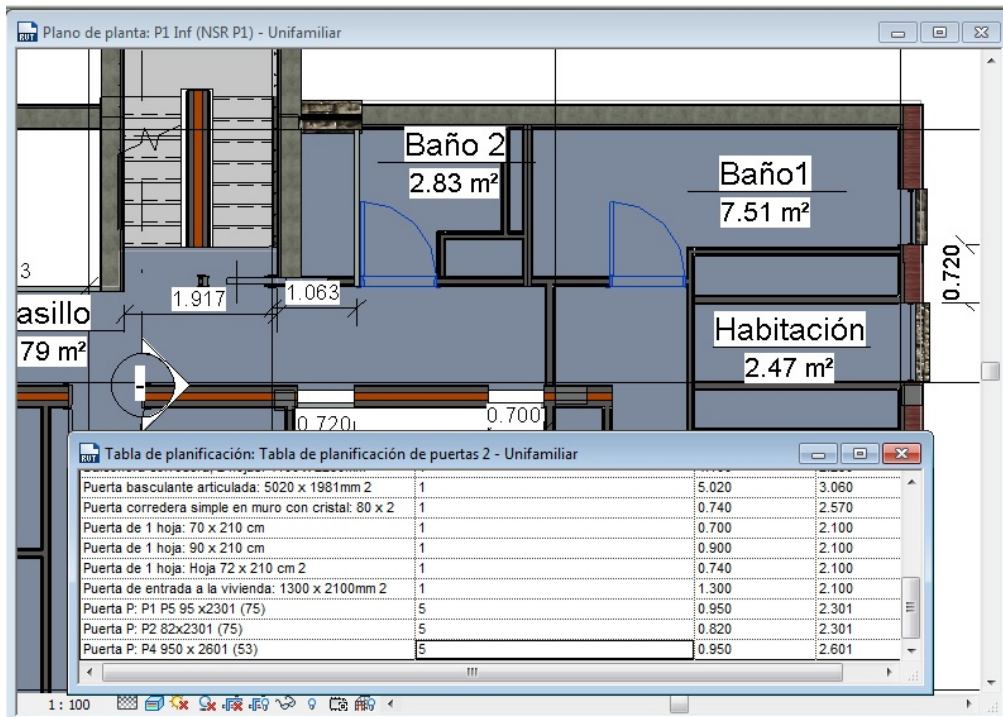 Plano de planta: P1 Inf (NSR P1) - Unifamiliar
Baño 2
2.83 m²
Baño1
7.51 m²
0.720
3
1.917
1.063
asillo
79 m²
Habitación
2.47 m²
0.720
0.700
Tabla de planificación: Tabla de planificación de puertas 2 - Unifamiliar
Puerta basculante articulada: 5020 x 1981mm 2 1 5.020 3.060
Puerta corredera simple en muro con cristal: 80 x 2 1 0.740 2.570
Puerta de 1 hoja: 70 x 210 cm 1 0.700 2.100
Puerta de 1 hoja: 90 x 210 cm 1 0.900 2.100
Puerta de 1 hoja: Hoja 72 x 210 cm 2 1 0.740 2.100
Puerta de entrada a la vivienda: 1300 x 2100mm 2 1 1.300 2.100
Puerta P: P1 P5 95 x2301 (75) 5 0.950 2.301
Puerta P: P2 82x2301 (75) 5 0.820 2.301
Puerta P: P4 950 x 2601 (53) 5 0.950 2.601
1 : 100